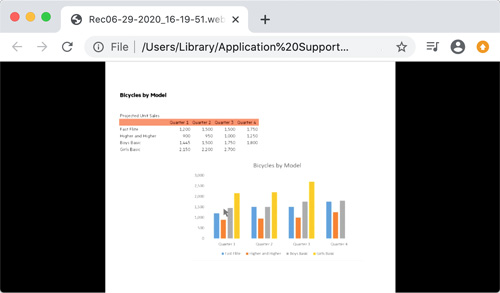 Rec06-29-2020_16-19-51.web
File | /Users/Library/Application%20Support...
Bicycles by Model
Projected Unit Sales
Quarter 1 Quarter 2 Quarter 3 Quarter 4
Fast Elite 1,200 1,500 1,500 1,750
Higher and Higher 900 950 1,000 1,250
Boys Basic 1,445 1,500 1,750 1,800
Girls Basic 2,150 2,200 2,700
Bicycles by Model
3,000
2,500
2,000
1,500
1,000
500
0
Quarter 1 Quarter 2 Quarter 3 Quarter 4
Fast Elite Higher and Higher Boys Basic Girls Basic